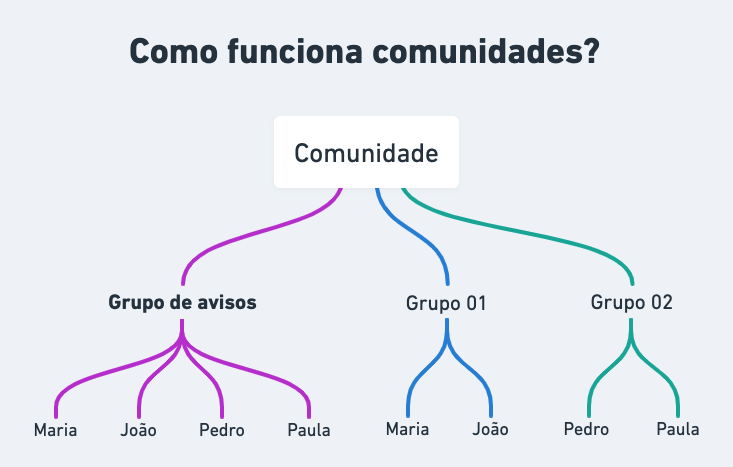 Como funciona comunidades?
Comunidade
Grupo de avisos
Grupo 01
Grupo 02
Maria
João
Pedro
Paula
Maria
João
Pedro
Paula